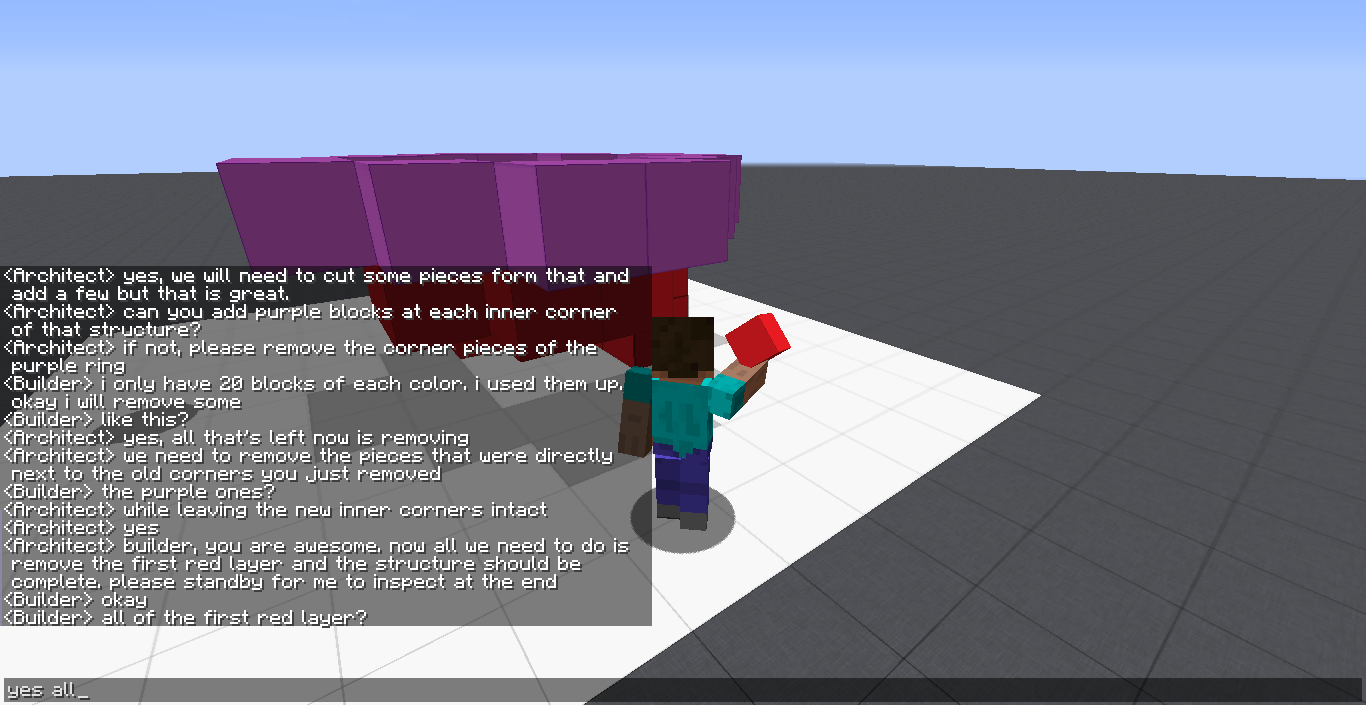 <Architect> yes, we will need to cut some pieces form that and
add a few but that is great.
<Architect> can you add purple blocks at each inner corner
of that structure?
<Architect> if not, please remove the corner pieces of the
purple ring
<Builder> i only have 20 blocks of each color. i used them up.
okay i will remove some
<Builder> like this?
<Architect> yes, all that's left now is removing
<Architect> we need to remove the pieces that were directly
next to the old corners you just removed
<Builder> the purple ones?
<Architect> while leaving the new inner corners intact
<Architect> yes
<Architect> builder, you are awesome. now all we need to do is
remove the first red layer and the structure should be
complete. please standby for me to inspect at the end
<Builder> okay
<Builder> all of the first red layer?
yes all_